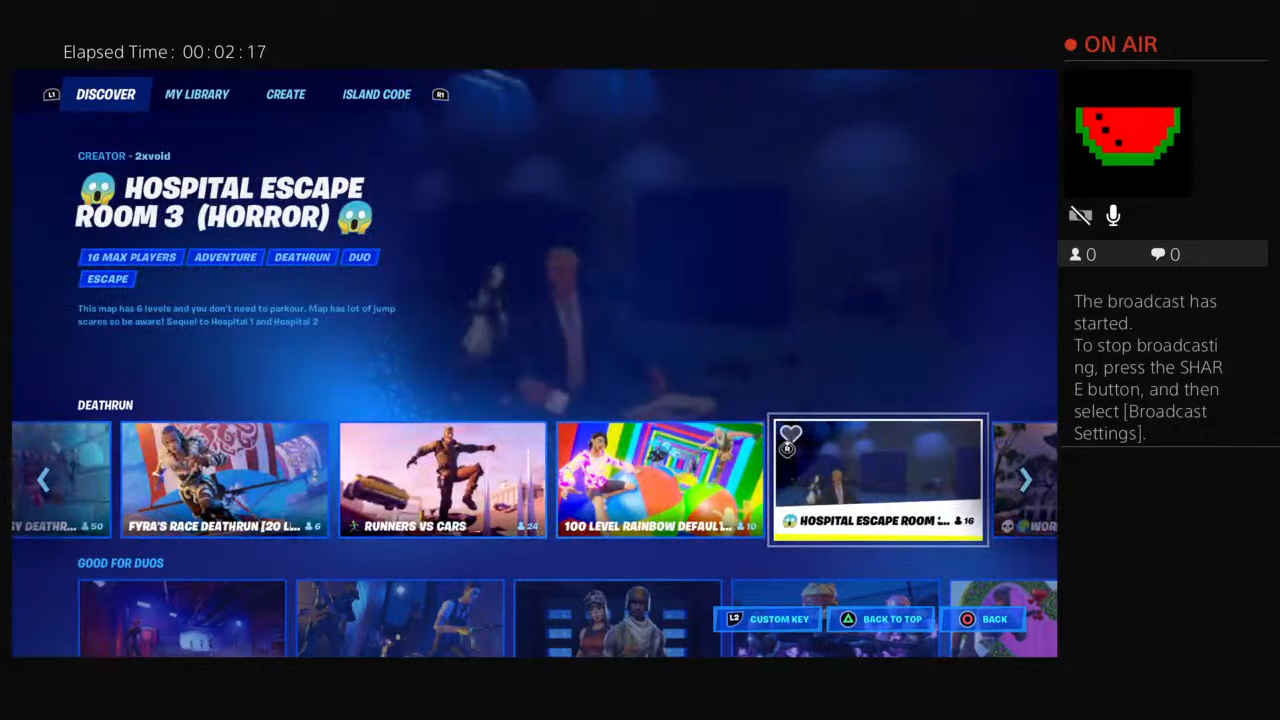 Elapsed Time: 00:02:17
ON AIR
L1 DISCOVER MY LIBRARY CREATE ISLAND CODE R1
CREATOR - 2xvoid
😱 HOSPITAL ESCAPE
ROOM 3 (HORROR) 😱
16 MAX PLAYERS ADVENTURE DEATHRUN DUO
ESCAPE
This map has 6 levels and you don't need to parkour. Map has lot of jump
scares so be aware! Sequel to Hospital 1 and Hospital 2
0 0
The broadcast has
started.
To stop broadcasti
ng, press the SHAR
E button, and then
select [Broadcast
Settings].
DEATHRUN
R
SY DEATHR... 50 FYRA'S RACE DEATHRUN [20 L... 6 RUNNERS VS CARS 24 100 LEVEL RAINBOW DEFAUL... 10 😱 HOSPITAL ESCAPE ROOM ... 16 WOR
GOOD FOR DUOS
L2 CUSTOM KEY BACK TO TOP BACK